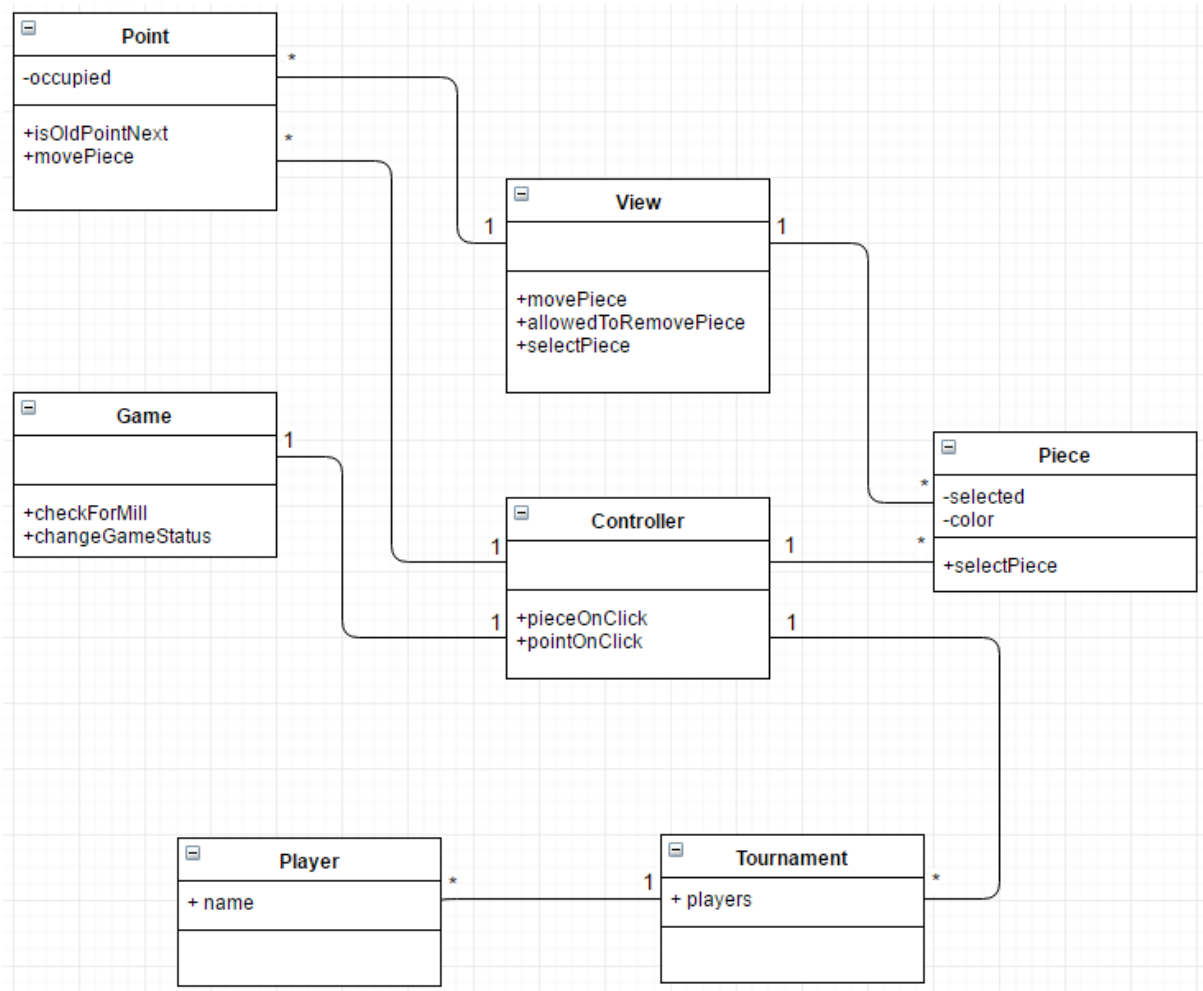 Point
-occupied
+isOldPointNext
+movePiece
*
*
View
+movePiece
+allowedToRemovePiece
+selectPiece
1
1
Game
+checkForMill
+changeGameStatus
1
Piece
-selected
-color
+selectPiece
*
*
Controller
+pieceOnClick
+pointOnClick
1
1
1
1
Player
+ name
*
Tournament
+ players
1
*